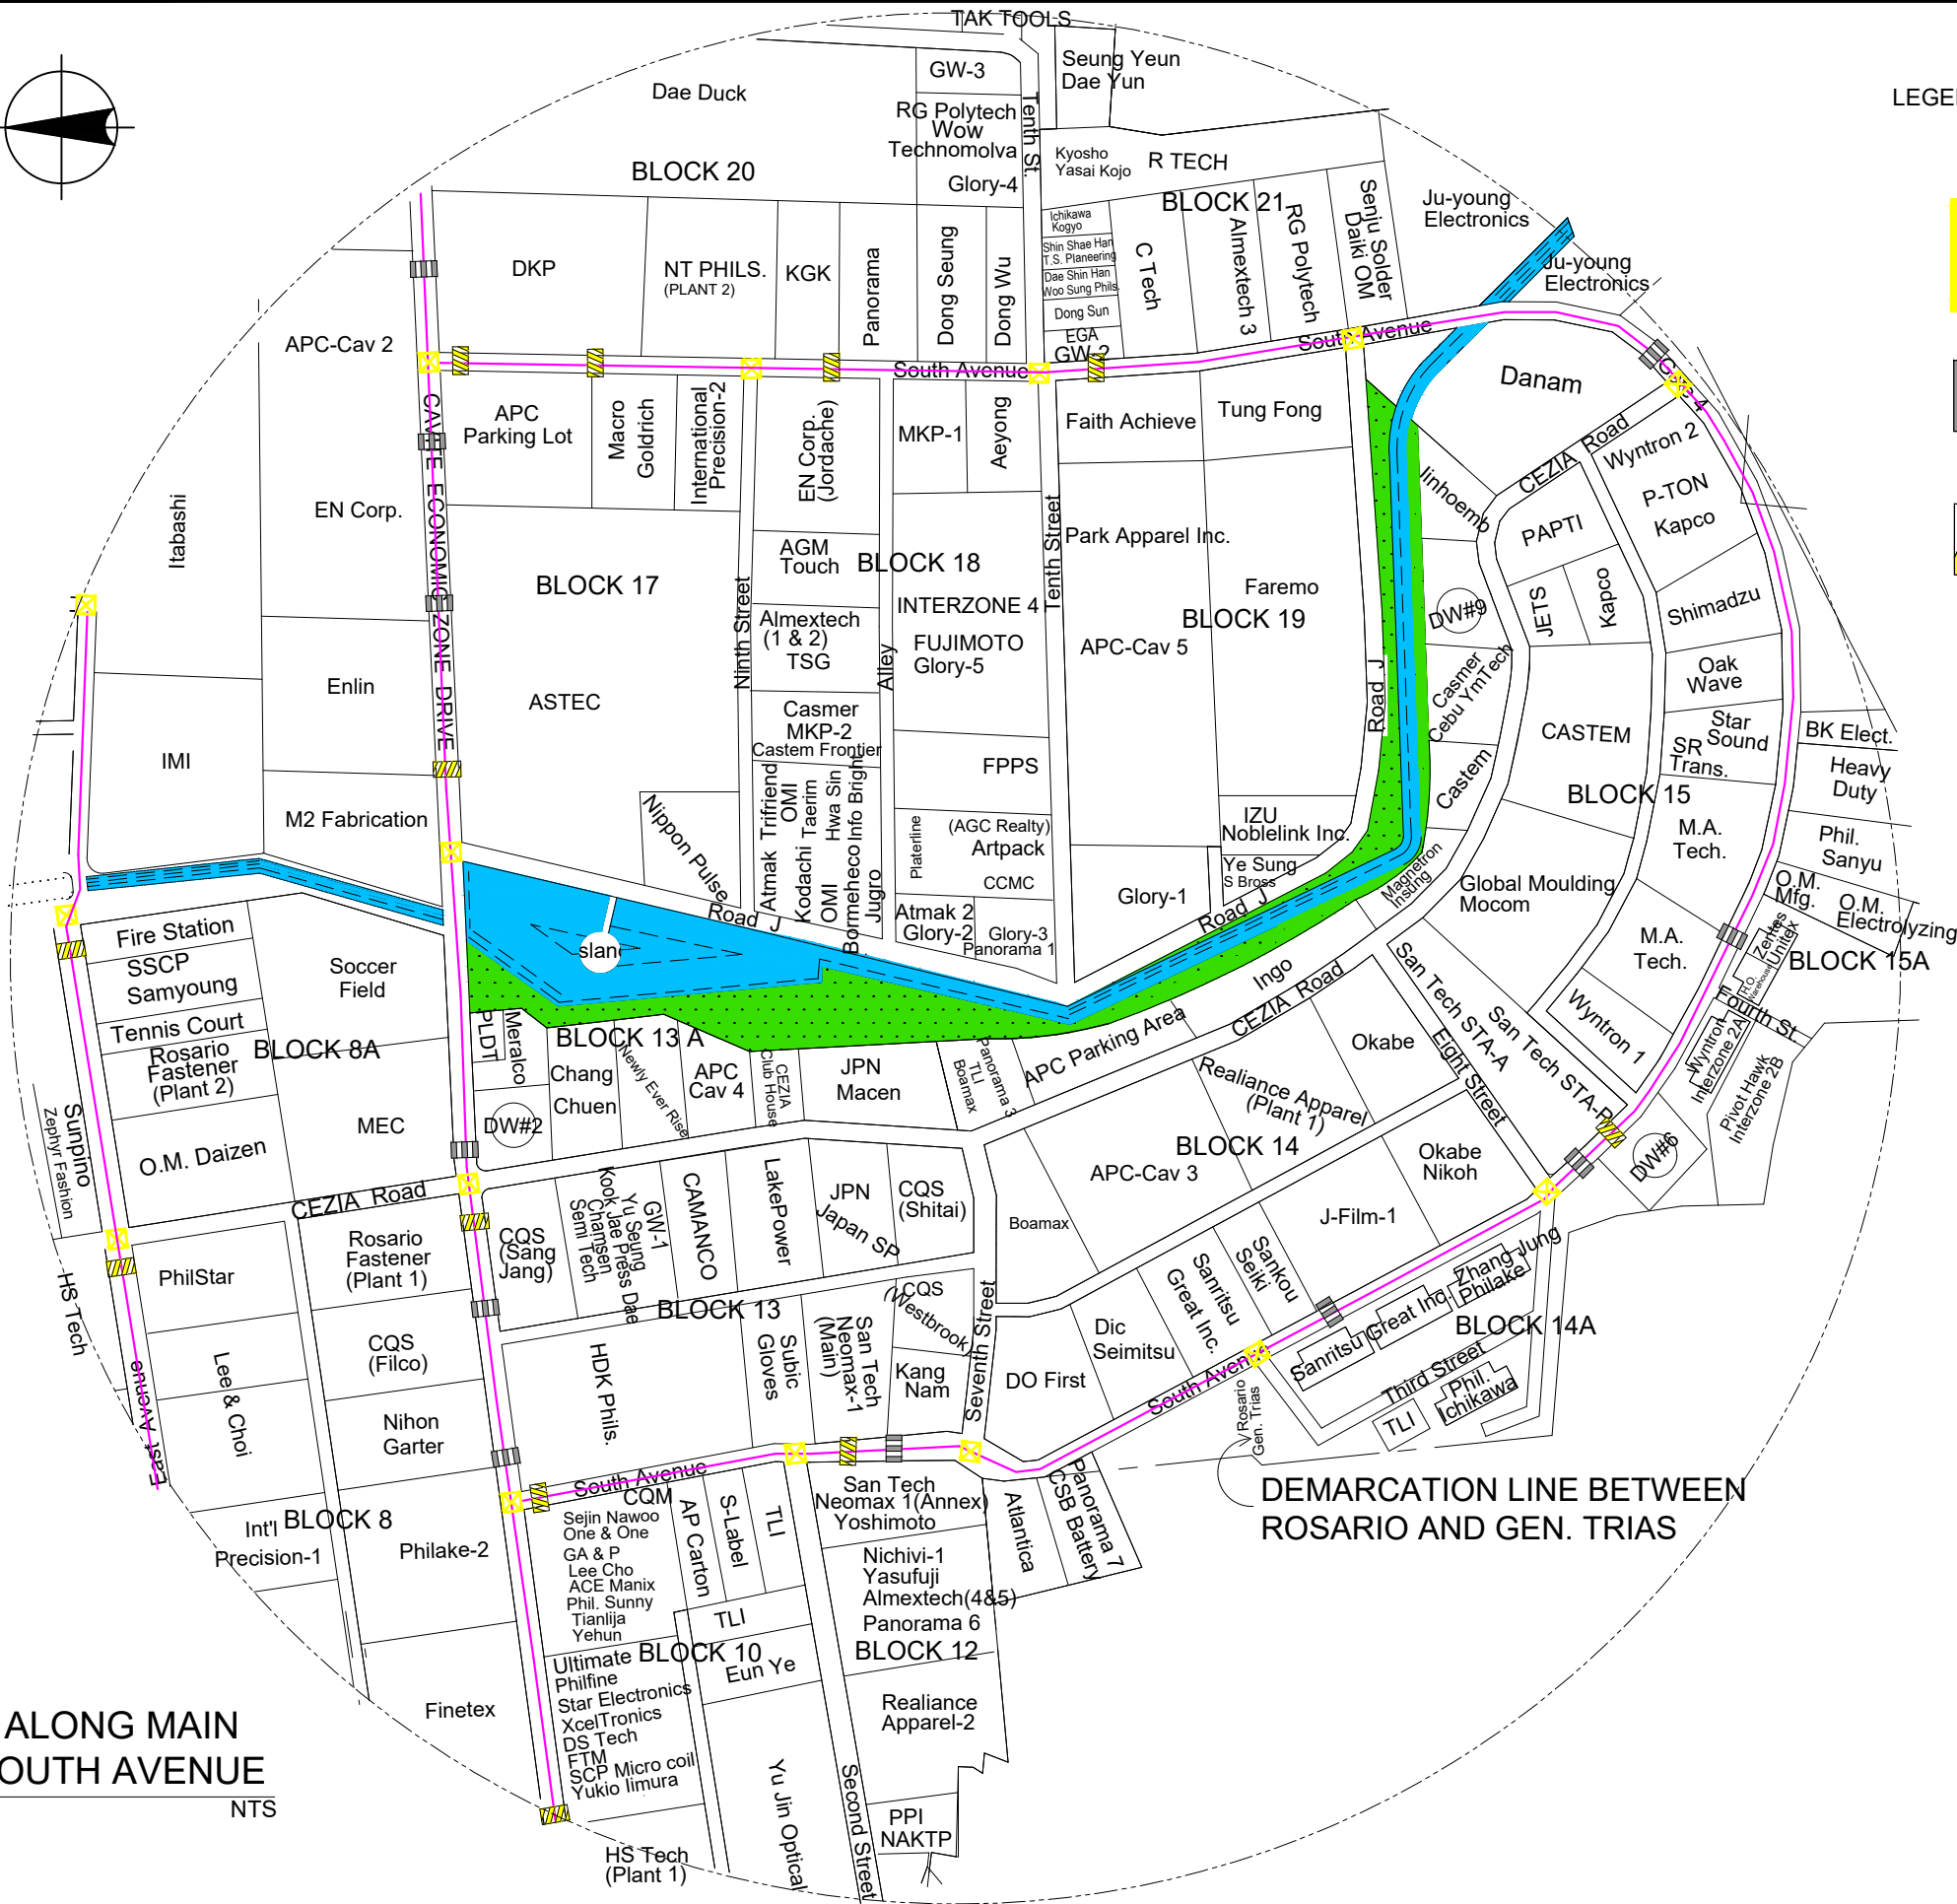 TAK TOOLS
LEGE
Seung Yeun
Dae Yun
GW-3
Dae Duck
RG Polytech
Wow
Technomolva
Glory-4
Tenth St.
BLOCK 20
Kyosho
Yasai Kojo
R TECH
BLOCK 21
Ichikawa
Kogyo
Shin Shae Han
T.S. Planeering
Dae Shin Han
Woo Sung Phils.
Dong Sun
EGA
GW-2
C Tech
Almextech 3
RG Polytech
Senju Solder
Daiki OM
Ju-young
Electronics
Ju-young
Electronics
DKP
NT PHILS.
(PLANT 2)
KGK
Panorama
Dong Seung
Dong Wu
APC-Cav 2
South Avenue
South Avenue
Danam
APC
Parking Lot
Macro
Goldrich
International
Precision-2
EN Corp.
(Jordache)
MKP-1
Aeyong
Faith Achieve
Tung Fong
CAVITE ECONOMIC ZONE DRIVE
Itabashi
EN Corp.
CEZIA Road
Wyntron 2
P-TON
Kapco
Jinhoemb
PAPTI
AGM
Touch
BLOCK 18
BLOCK 17
Tenth Street
Park Apparel Inc.
Faremo
BLOCK 19
JETS
Kapco
Shimadzu
DW#9
Ninth Street
Almextech
(1 & 2)
TSG
Alley
INTERZONE 4
FUJIMOTO
Glory-5
APC-Cav 5
Road J
Casmer
Cebu YmTech
Oak
Wave
Enlin
ASTEC
Casmer
MKP-2
Castem Frontier
CASTEM
Star
Sound
SR
Trans.
BK Elect.
IMI
FPPS
Castem
Heavy
Duty
BLOCK 15
M2 Fabrication
Nippon Pulse
Atmak Trifriend
OMI
Kodachi Taerim
OMI Hwa Sin
Bormeheco Info Bright
Jugro
Platerline
(AGC Realty)
Artpack
CCMC
IZU
Noblelink Inc.
Ye Sung
S Bross
M.A.
Tech.
Phil.
Sanyu
Magnetron
Insung
Global Moulding
Mocom
O.M.
Mfg.
O.M.
Electrolyzing
Glory-1
Fire Station
Road J
Atmak 2
Glory-2
Glory-3
Panorama 1
Road J
SSCP
Samyoung
Soccer
Field
sland
Ingo
CEZIA Road
San Tech STA-A
M.A.
Tech.
Zentes
Unitex
H.O.
Warehouse
BLOCK 15A
Tennis Court
Rosario
Fastener
(Plant 2)
BLOCK 8A
PLDT
Meralco
BLOCK 13 A
Chang
Chuen
Newly Ever Rise
APC
Cav 4
CEZIA
Club House
JPN
Macen
Panorama 3
TLI
Boamax
APC Parking Area
Okabe
Eight Street
San Tech STA-R
Wyntron 1
Fourth St.
Wyntron
Interzone 2A
Pivot Hawk
Interzone 2B
Realiance Apparel
(Plant 1)
Sunpino
Zephyr Fashion
MEC
DW#2
O.M. Daizen
BLOCK 14
APC-Cav 3
Okabe
Nikoh
DW#6
CEZIA Road
Rosario
Fastener
(Plant 1)
CQS
(Sang
Jang)
GW-1
Yu Seung
Kook Jae Press Dae
Chamsen
Semi Tech
CAMANCO
LakePower
JPN
Japan SP
CQS
(Shitai)
Boamax
J-Film-1
PhilStar
HS Tech
Sankou
Seiki
Sanritsu
Great Inc.
Zhang Jung
Philake
Great Inc.
Sanritsu
BLOCK 14A
BLOCK 13
CQS
(Westbrook)
Seventh Street
Dic
Seimitsu
CQS
(Filco)
Lee & Choi
HDK Phils.
Subic
Gloves
San Tech
Neomax-1
(Main)
Kang
Nam
DO First
South Avenue
Rosario
Gen. Trias
Third Street
Phil.
Ichikawa
TLI
East Avenue
Nihon
Garter
South Avenue
San Tech
Neomax 1(Annex)
Yoshimoto
Atlantica
Panorama 7
CSB Battery
DEMARCATION LINE BETWEEN
ROSARIO AND GEN. TRIAS
CQM
Sejin Nawoo
One & One
GA & P
Lee Cho
ACE Manix
Phil. Sunny
Tianlija
Yehun
AP Carton
S-Label
TLI
Int'l
Precision-1
BLOCK 8
Philake-2
Nichivi-1
Yasufuji
Almextech(4&5)
Panorama 6
TLI
BLOCK 10
BLOCK 12
Eun Ye
Ultimate
Philfine
Star Electronics
XcelTronics
DS Tech
FTM
SCP Micro coil
Yukio Iimura
Finetex
Realiance
Apparel-2
Yu Jin Optical
Second Street
PPI
NAKTP
HS Tech
(Plant 1)
ALONG MAIN
OUTH AVENUE
NTS